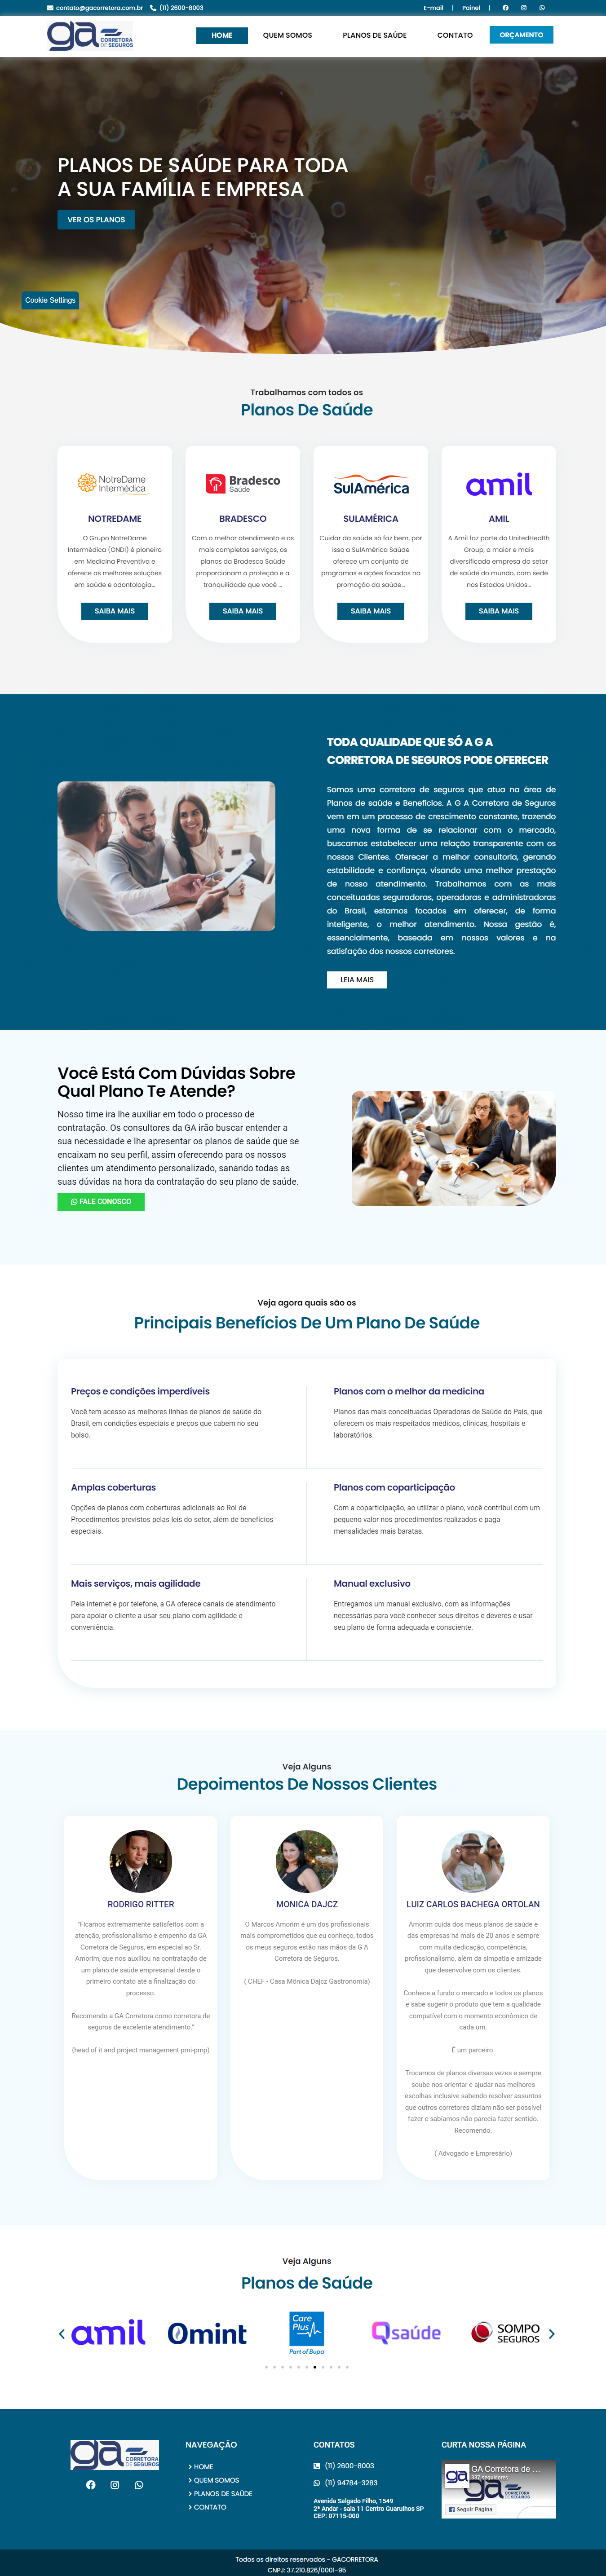 contato@gacorretora.com.br (11) 2600-8003 E-mail | Painel |
ga CORRETORA DE SEGUROS
HOME QUEM SOMOS PLANOS DE SAÚDE CONTATO ORÇAMENTO
PLANOS DE SAÚDE PARA TODA
A SUA FAMÍLIA E EMPRESA
VER OS PLANOS
Cookie Settings
Trabalhamos com todos os
Planos De Saúde
NotreDame
Intermédica
NOTREDAME
O Grupo NotreDame
Intermédica (GNDI) é pioneiro
em Medicina Preventiva e
oferece as melhores soluções
em saúde e odontologia...
SAIBA MAIS
Bradesco
Saúde
BRADESCO
Com o melhor atendimento e os
mais completos serviços, os
planos da Bradesco Saúde
proporcionam a proteção e a
tranquilidade que você ...
SAIBA MAIS
SulAmérica
SULAMÉRICA
Cuidar da saúde só faz bem, por
isso a SulAmérica Saúde
oferece um conjunto de
programas e ações focados na
promoção da saúde...
SAIBA MAIS
amil
AMIL
A Amil faz parte do UnitedHealth
Group, a maior e mais
diversificada empresa do setor
de saúde do mundo, com sede
nos Estados Unidos...
SAIBA MAIS
TODA QUALIDADE QUE SÓ A G A
CORRETORA DE SEGUROS PODE OFERECER
Somos uma corretora de seguros que atua na área de
Planos de saúde e Benefícios. A G A Corretora de Seguros
vem em um processo de crescimento constante, trazendo
uma nova forma de se relacionar com o mercado,
buscamos estabelecer uma relação transparente com os
nossos Clientes. Oferecer a melhor consultoria, gerando
estabilidade e confiança, visando uma melhor prestação
de nosso atendimento. Trabalhamos com as mais
conceituadas seguradoras, operadoras e administradoras
do Brasil, estamos focados em oferecer, de forma
inteligente, o melhor atendimento. Nossa gestão é,
essencialmente, baseada em nossos valores e na
satisfação dos nossos corretores.
LEIA MAIS
Você Está Com Dúvidas Sobre
Qual Plano Te Atende?
Nosso time ira lhe auxiliar em todo o processo de
contratação. Os consultores da GA irão buscar entender a
sua necessidade e lhe apresentar os planos de saúde que se
encaixam no seu perfil, assim oferecendo para os nossos
clientes um atendimento personalizado, sanando todas as
suas dúvidas na hora da contratação do seu plano de saúde.
FALE CONOSCO
Veja agora quais são os
Principais Benefícios De Um Plano De Saúde
Preços e condições imperdíveis
Você tem acesso as melhores linhas de planos de saúde do
Brasil, em condições especiais e preços que cabem no seu
bolso.
Planos com o melhor da medicina
Planos das mais conceituadas Operadoras de Saúde do País, que
oferecem os mais respeitados médicos, clínicas, hospitais e
laboratórios.
Amplas coberturas
Opções de planos com coberturas adicionais ao Rol de
Procedimentos previstos pelas leis do setor, além de benefícios
especiais.
Planos com coparticipação
Com a coparticipação, ao utilizar o plano, você contribui com um
pequeno valor nos procedimentos realizados e paga
mensalidades mais baratas.
Mais serviços, mais agilidade
Pela internet e por telefone, a GA oferece canais de atendimento
para apoiar o cliente a usar seu plano com agilidade e
conveniência.
Manual exclusivo
Entregamos um manual exclusivo, com as informações
necessárias para você conhecer seus direitos e deveres e usar
seu plano de forma adequada e consciente.
Veja Alguns
Depoimentos De Nossos Clientes
RODRIGO RITTER
"Ficamos extremamente satisfeitos com a
atenção, profissionalismo e empenho da GA
Corretora de Seguros, em especial ao Sr.
Amorim, que nos auxiliou na contratação de
um plano de saúde empresarial desde o
primeiro contato até a finalização do
processo.
Recomendo a GA Corretora como corretora de
seguros de excelente atendimento."
(head of it and project management pmi-pmp)
MONICA DAJCZ
O Marcos Amorim é um dos profissionais
mais comprometidos que eu conheço, todos
os meus seguros estão nas mãos da G A
Corretora de Seguros.
( CHEF - Casa Mônica Dajcz Gastronomia)
LUIZ CARLOS BACHEGA ORTOLAN
Amorim cuida dos meus planos de saúde e
das empresas há mais de 20 anos e sempre
com muita dedicação, competência,
profissionalismo, além da simpatia e amizade
que desenvolve com os clientes.
Conhece a fundo o mercado e todos os planos
e sabe sugerir o produto que tem a qualidade
compatível com o momento econômico de
cada um.
É um parceiro.
Trocamos de planos diversas vezes e sempre
soube nos orientar e ajudar nas melhores
escolhas inclusive sabendo resolver assuntos
que outros corretores diziam não ser possível
fazer e sabíamos não parecia fazer sentido.
Recomendo.
( Advogado e Empresário)
Veja Alguns
Planos de Saúde
amil
Omint
Care
Plus
Part of Bupa
Qsaúde
SOMPO
SEGUROS
ga CORRETORA DE SEGUROS
NAVEGAÇÃO
HOME
QUEM SOMOS
PLANOS DE SAÚDE
CONTATO
CONTATOS
(11) 2600-8003
(11) 94784-3283
Avenida Salgado Filho, 1549
2ª Andar - sala 11 Centro Guarulhos SP
CEP: 07115-000
CURTA NOSSA PÁGINA
GA Corretora de ...
337 seguidores
Seguir Página
Todos os direitos reservados - GACORRETORA
CNPJ: 37.210.826/0001-95